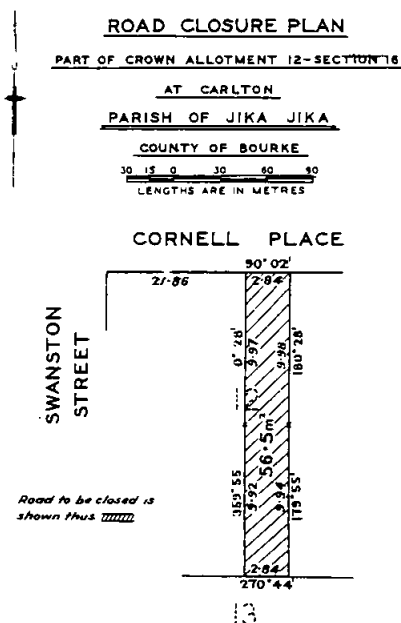 ROAD CLOSURE PLAN
PART OF CROWN ALLOTMENT 12-SECTION 16
AT CARLTON
PARISH OF JIKA JIKA
COUNTY OF BOURKE
30 15 0 30 60 90
LENGTHS ARE IN METRES
CORNELL PLACE
90° 02'
21·86
2·84
SWANSTON
STREET
0° 28'
9·97
9·98
180° 28'
56·5m²
359° 55
9·92
9·94
179° 55'
Road to be closed is
shown thus
2·84
270° 44'
13